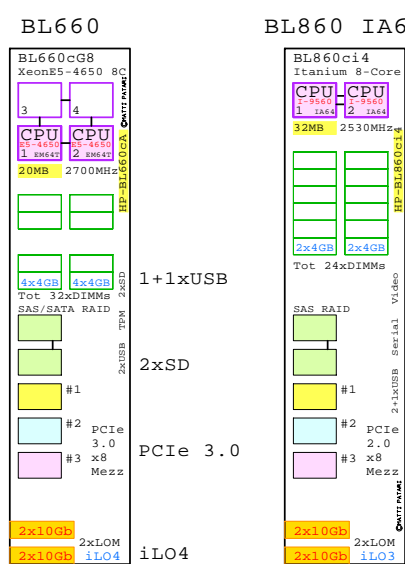 BL660
BL860 IA6
BL660cG8
XeonE5-4650 8C
3
4
CPU
E5-4650
1 EM64T
CPU
E5-4650
2 EM64T
20MB 2700MHz
©MATTI PATARI
HP-BL660cA
4x4GB
4x4GB
Tot 32xDIMMs
SAS/SATA RAID
2xUSB TPM 2xSD
#1
#2
#3
PCIe
3.0
x8
Mezz
2x10Gb
2xLOM
2x10Gb
iLO4
1+1xUSB
2xSD
PCIe 3.0
iLO4
BL860ci4
Itanium 8-Core
CPU
I-9560
1 IA64
CPU
I-9560
2 IA64
32MB 2530MHz
HP-BL860ci4
2x4GB
2x4GB
Tot 24xDIMMs
SAS RAID
2+1xUSB Serial Video
#1
#2
#3
PCIe
2.0
x8
Mezz
©MATTI PATARI
2x10Gb
2xLOM
2x10Gb
iLO3